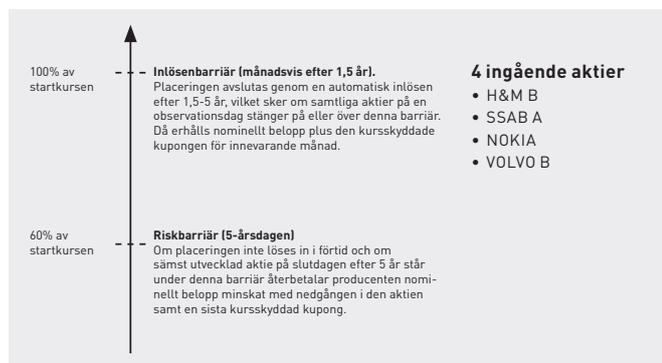 100% av
startkursen
Inlösenbarriär (månadsvis efter 1,5 år).
Placeringen avslutas genom en automatisk inlösen
efter 1,5-5 år, vilket sker om samtliga aktier på en
observationsdag stänger på eller över denna barriär.
Då erhålls nominellt belopp plus den kursskyddade
kupongen för innevarande månad.
4 ingående aktier
• H&M B
• SSAB A
• NOKIA
• VOLVO B
60% av
startkursen
Riskbarriär (5-årsdagen)
Om placeringen inte löses in i förtid och om
sämst utvecklad aktie på slutdagen efter 5 år står
under denna barriär återbetalar producenten nomi-
nellt belopp minskat med nedgången i den aktien
samt en sista kursskyddad kupong.